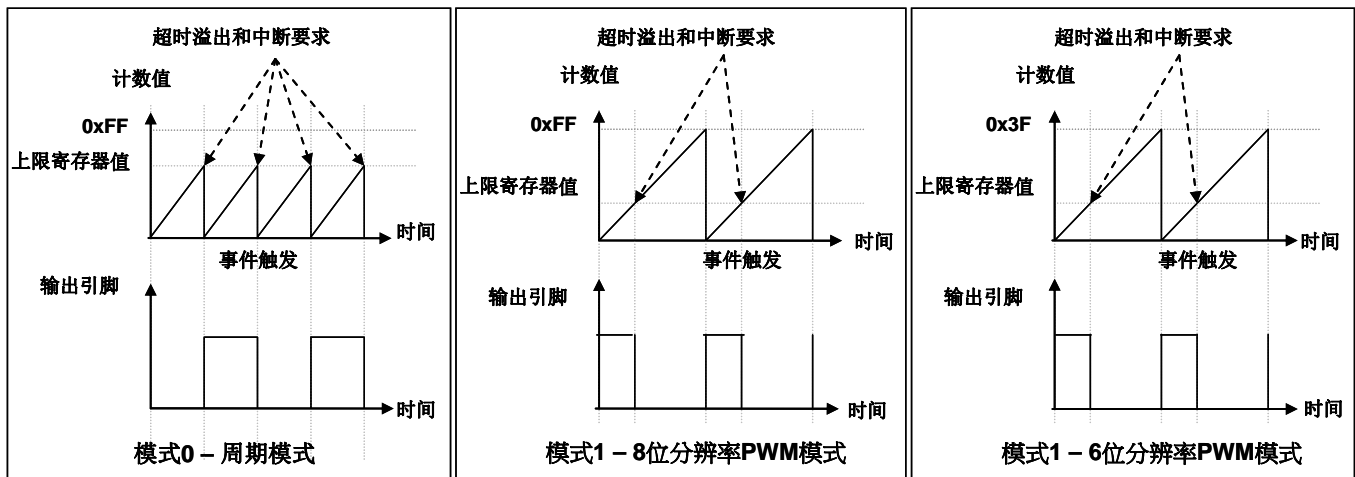 超时溢出和中断要求
计数值
0xFF
上限寄存器值
时间
事件触发
输出引脚
时间
模式0 – 周期模式
超时溢出和中断要求
计数值
0xFF
上限寄存器值
时间
事件触发
输出引脚
时间
模式1 – 8位分辨率PWM模式
超时溢出和中断要求
计数值
0x3F
上限寄存器值
时间
事件触发
输出引脚
时间
模式1 – 6位分辨率PWM模式